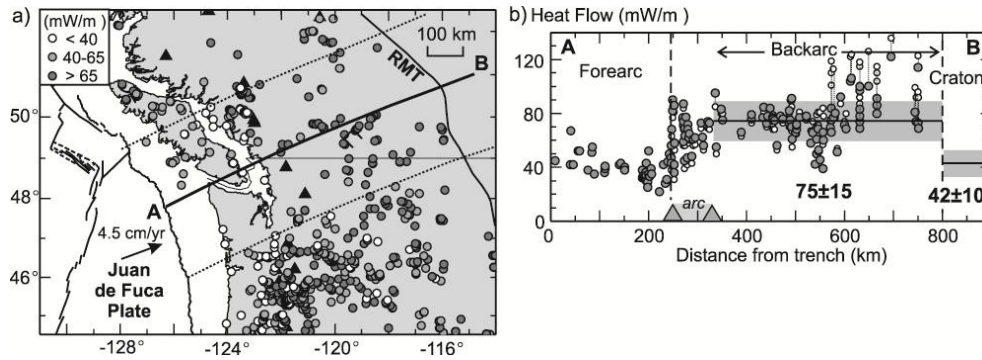 a)
(mW/m)
< 40
40-65
> 65
100 km
RMT
B
A
4.5 cm/yr
Juan
de Fuca
Plate
50°
48°
46°
-128°
-124°
-120°
-116°
b) Heat Flow (mW/m)
A
B
Backarc
Forearc
Craton
120
80
40
0
75±15
42±10
arc
0 200 400 600 800
Distance from trench (km)